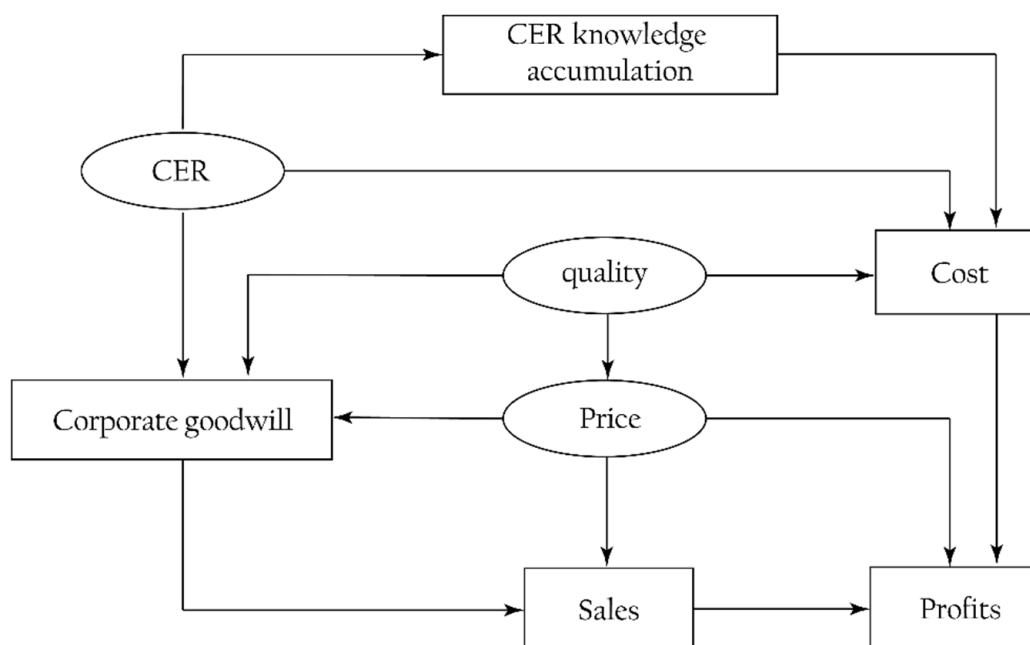 CER knowledge
accumulation
CER
quality
Cost
Corporate goodwill
Price
Sales
Profits